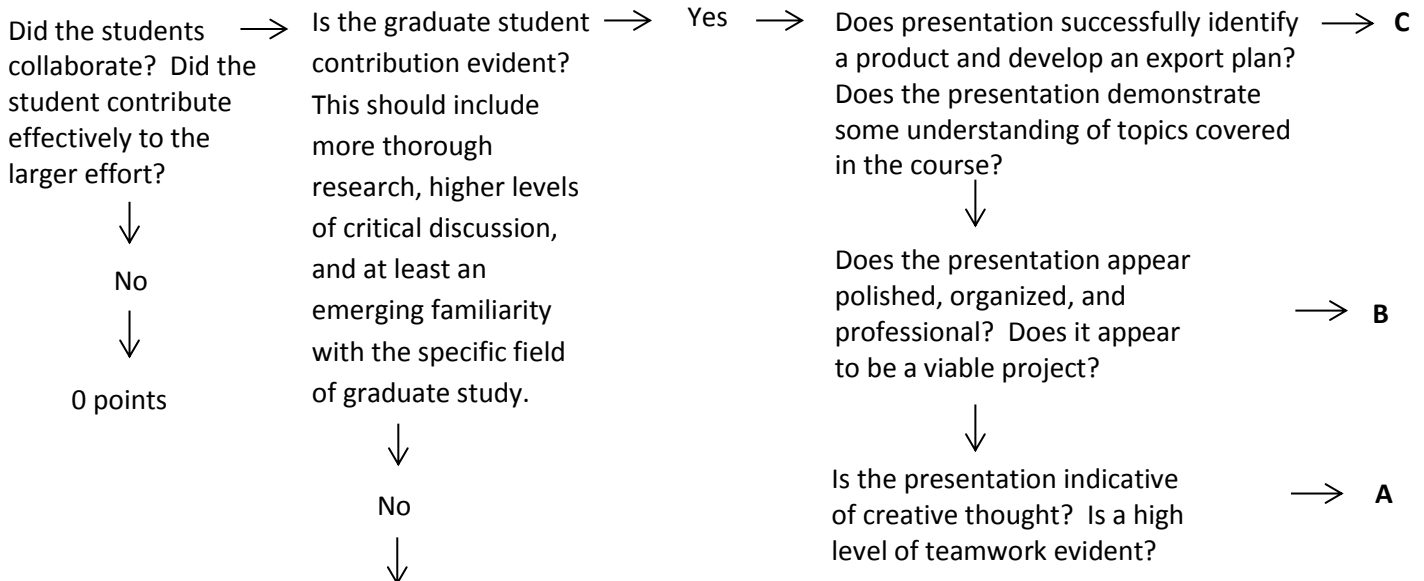 Did the students
collaborate?  Did the
student contribute
effectively to the
larger effort?
No
0 points
Is the graduate student
contribution evident?
This should include
more thorough
research, higher levels
of critical discussion,
and at least an
emerging familiarity
with the specific field
of graduate study.
No
Yes
Does presentation successfully identify
a product and develop an export plan?
Does the presentation demonstrate
some understanding of topics covered
in the course?
C
Does the presentation appear
polished, organized, and
professional?  Does it appear
to be a viable project?
B
Is the presentation indicative
of creative thought?  Is a high
level of teamwork evident?
A